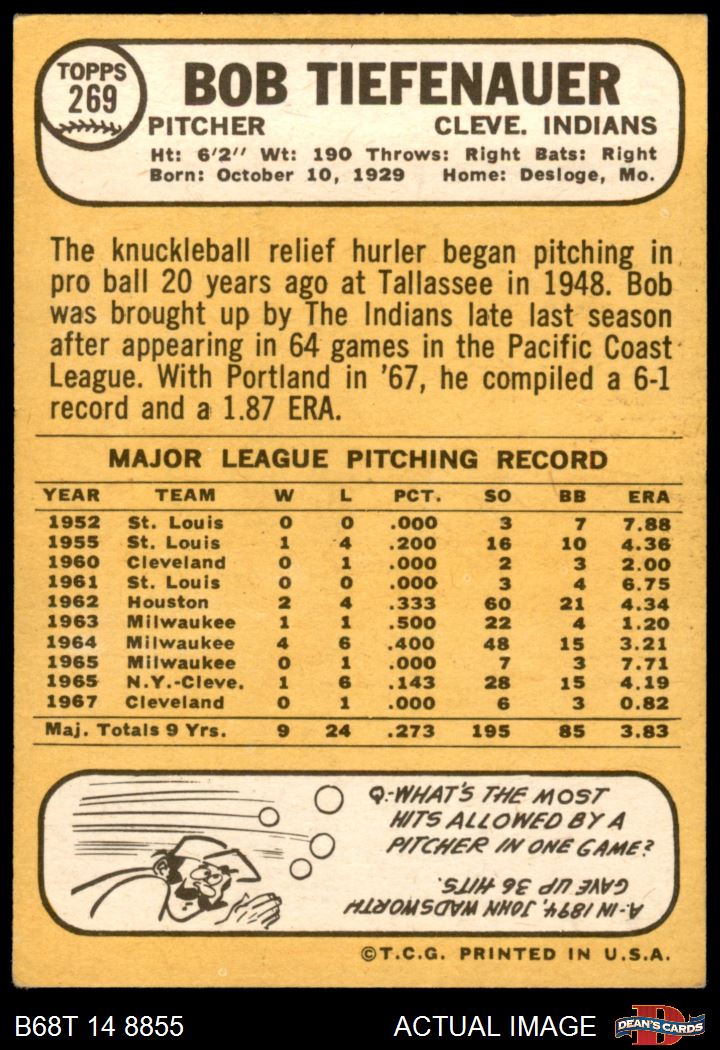 TOPPS
269
BOB TIEFENAUER
PITCHER CLEVE. INDIANS
Ht: 6'2" Wt: 190 Throws: Right Bats: Right
Born: October 10, 1929 Home: Desloge, Mo.
The knuckleball relief hurler began pitching in
pro ball 20 years ago at Tallassee in 1948. Bob
was brought up by The Indians late last season
after appearing in 64 games in the Pacific Coast
League. With Portland in '67, he compiled a 6-1
record and a 1.87 ERA.
MAJOR LEAGUE PITCHING RECORD
YEAR TEAM W L PCT. SO BB ERA
1952 St. Louis 0 0 .000 3 7 7.88
1955 St. Louis 1 4 .200 16 10 4.36
1960 Cleveland 0 1 .000 2 3 2.00
1961 St. Louis 0 0 .000 3 4 6.75
1962 Houston 2 4 .333 60 21 4.34
1963 Milwaukee 1 1 .500 22 4 1.20
1964 Milwaukee 4 6 .400 48 15 3.21
1965 Milwaukee 0 1 .000 7 3 7.71
1965 N.Y.-Cleve. 1 6 .143 28 15 4.19
1967 Cleveland 0 1 .000 6 3 0.82
Maj. Totals 9 Yrs. 9 24 .273 195 85 3.83
Q.-WHAT'S THE MOST
HITS ALLOWED BY A
PITCHER IN ONE GAME?
A.-IN 1894, JOHN WADSWORTH
GAVE UP 36 HITS.
©T.C.G. PRINTED IN U.S.A.
B68T 14 8855 ACTUAL IMAGE
D
DEAN'S CARDS